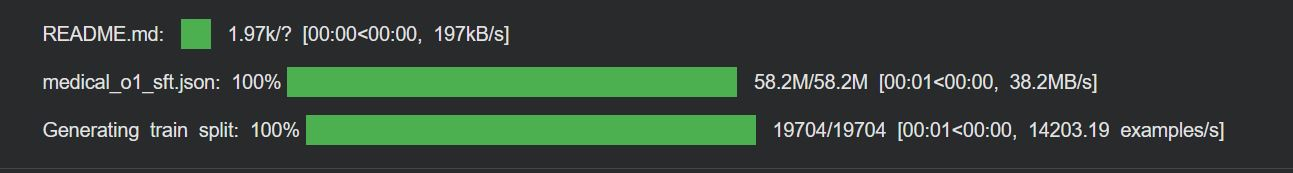 README.md: 1.97k/? [00:00<00:00, 197kB/s]
medical_o1_sft.json: 100% 58.2M/58.2M [00:01<00:00, 38.2MB/s]
Generating train split: 100% 19704/19704 [00:01<00:00, 14203.19 examples/s]